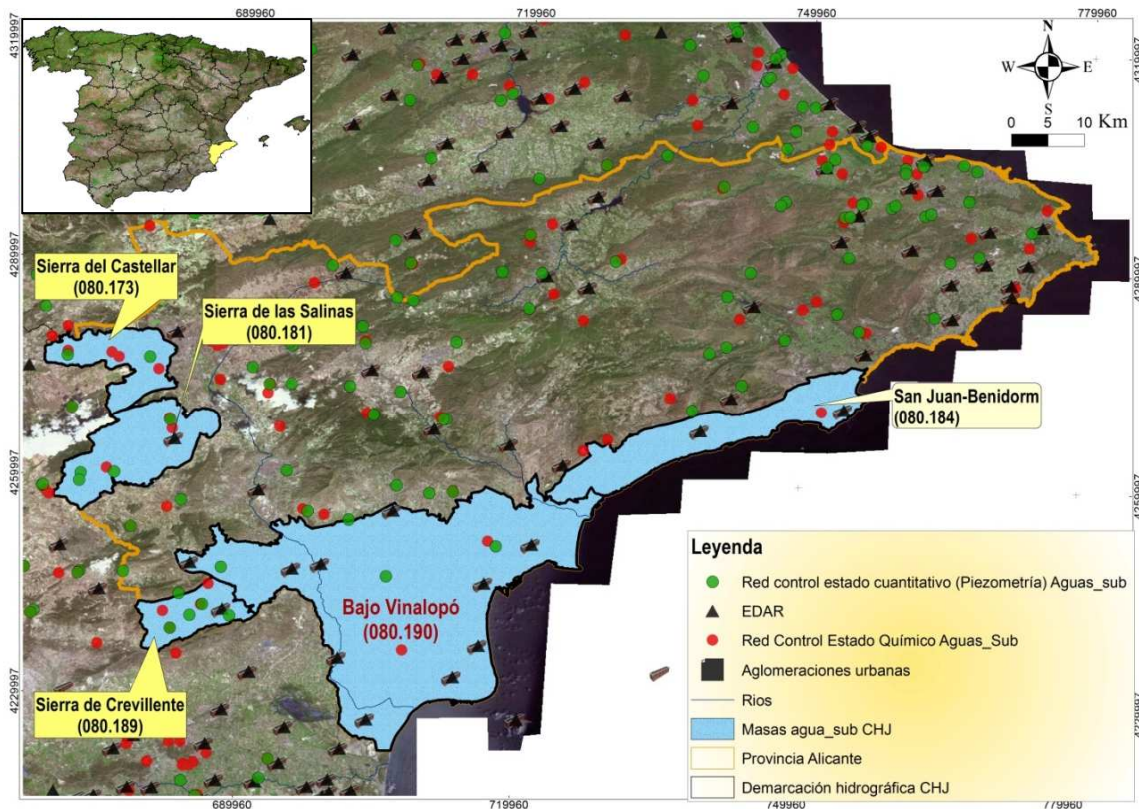 689960
719960
749960
779960
4319997
4319997
N
W
E
S
0
5
10
Km
4289997
4289997
Sierra del Castellar
(080.173)
Sierra de las Salinas
(080.181)
San Juan-Benidorm
(080.184)
4259997
4259997
Bajo Vinalopó
(080.190)
Sierra de Crevillente
(080.189)
4229997
4229997
Leyenda
Red control estado cuantitativo (Piezometría) Aguas_sub
EDAR
Red Control Estado Químico Aguas_Sub
Aglomeraciones urbanas
Rios
Masas agua_sub CHJ
Provincia Alicante
Demarcación hidrográfica CHJ
689960
719960
749960
779960